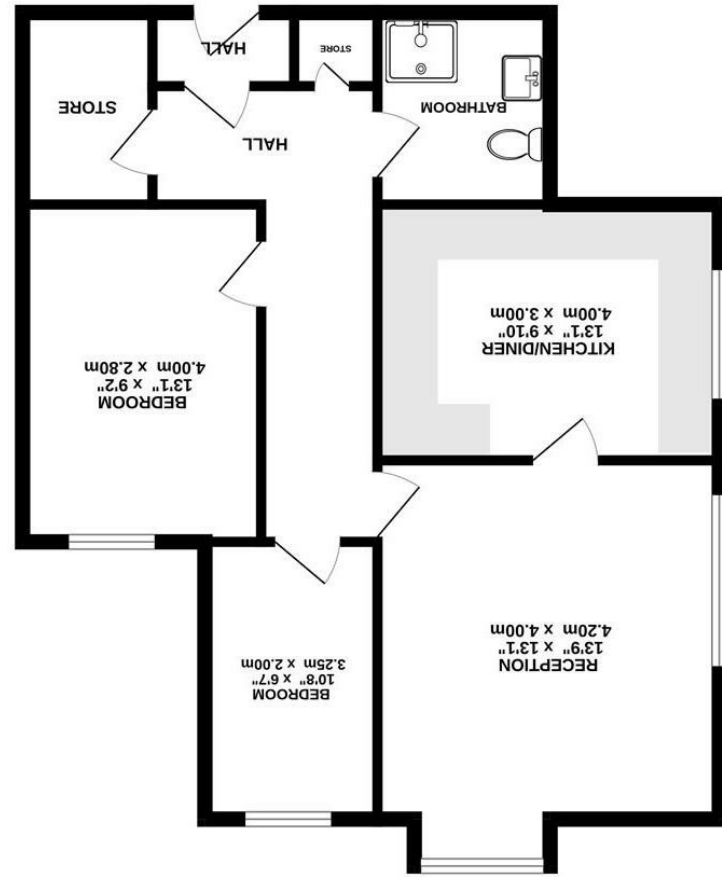 RECEPTION
13'9" x 13'1"
4.20m x 4.00m
BEDROOM
10'8" x 6'7"
3.25m x 2.00m
KITCHEN/DINER
13'1" x 9'10"
4.00m x 3.00m
BEDROOM
13'1" x 9'2"
4.00m x 2.80m
HALL
BATHROOM
STORE
STORE
HALL